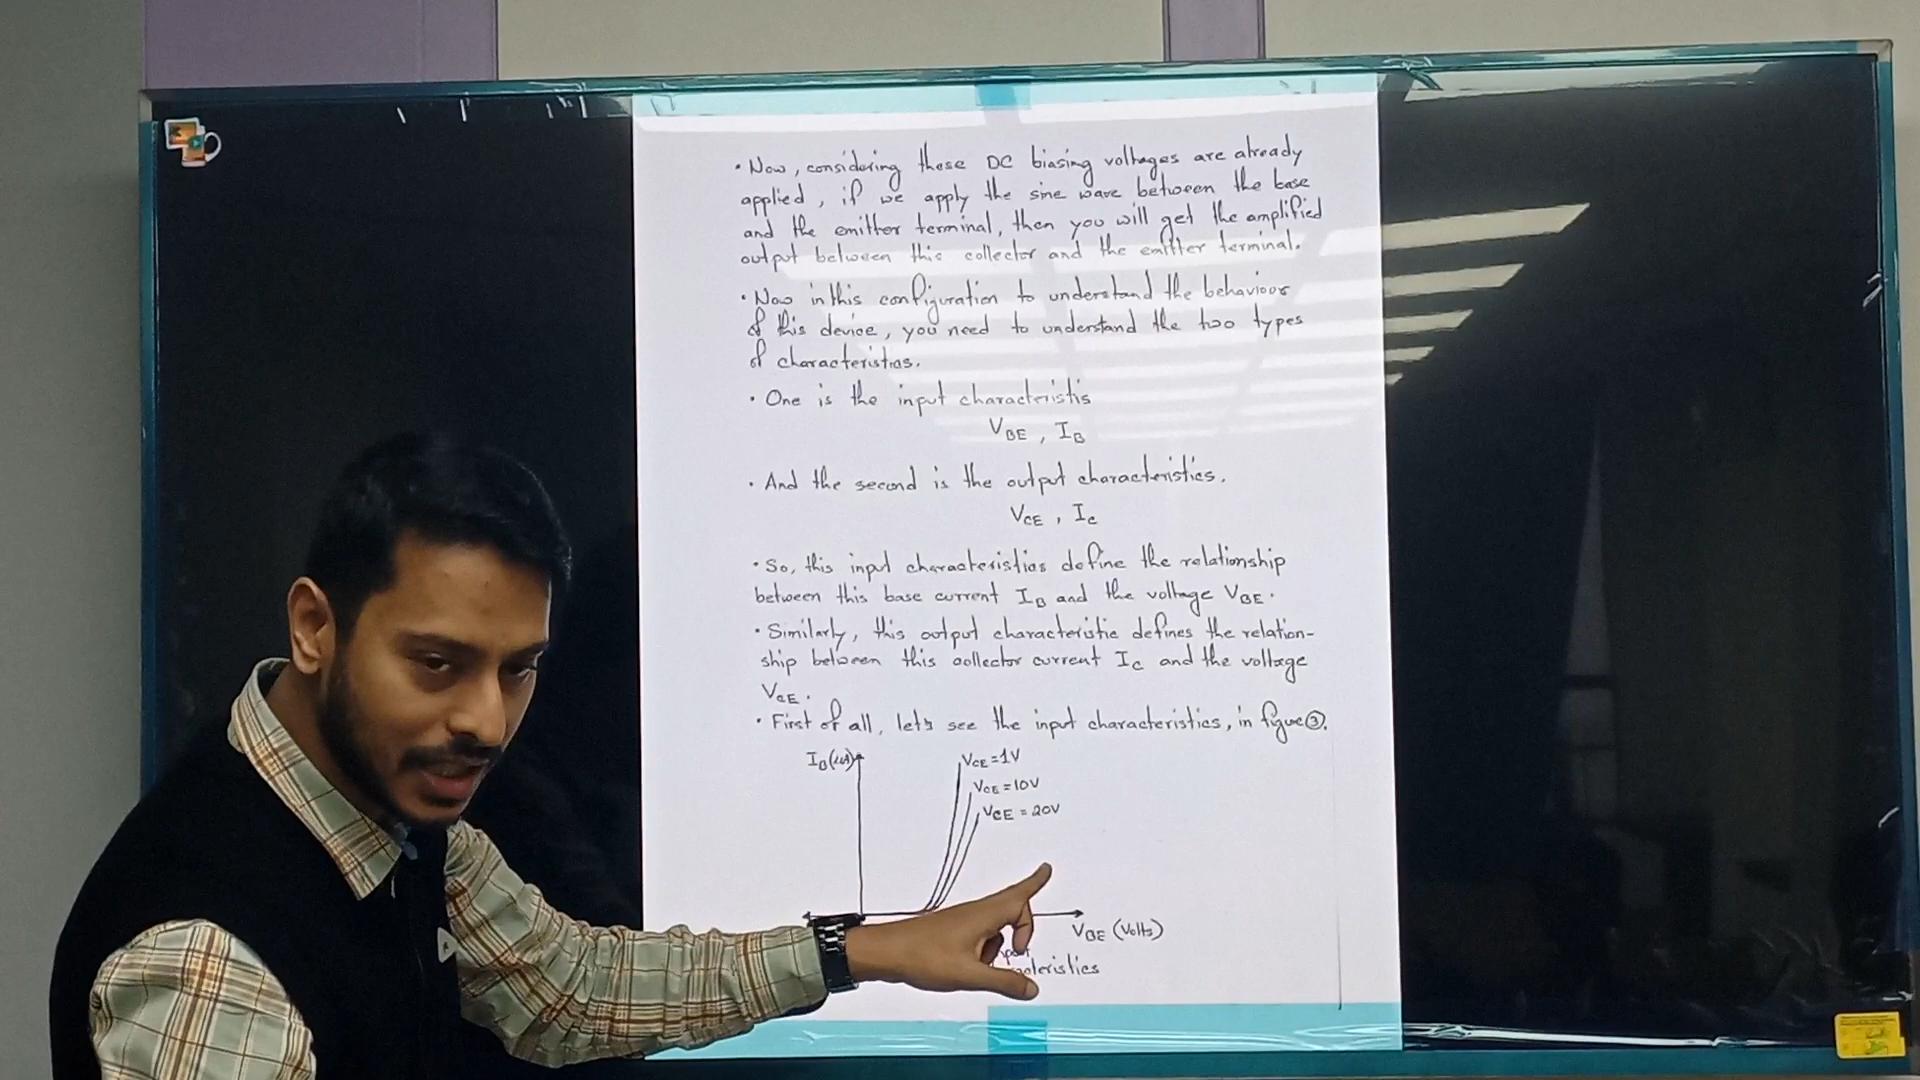 • Now, considering these DC biasing voltages are already
applied, if we apply the sine wave between the base
and the emitter terminal, then you will get the amplified
output between this collector and the emitter terminal.
• Now in this configuration to understand the behaviour
of this device, you need to understand the two types
of characteristics.
• One is the input characteristis
VBE , IB
• And the second is the output characteristics.
VCE , Ic
• So, this input characteristics define the relationship
between this base current IB and the voltage VBE.
• Similarly, this output characteristic defines the relation-
ship between this collector current Ic and the voltage
VCE.
• First of all, let's see the input characteristics, in figure ③.
IB(μA)
VCE = 1V
VCE = 10V
VCE = 20V
VBE (Volts)